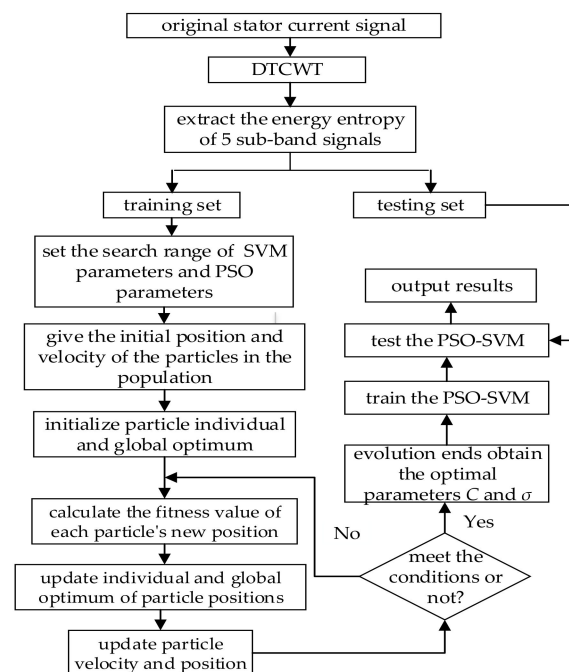 original stator current signal
DTCWT
extract the energy entropy
of 5 sub-band signals
training set
testing set
set the search range of SVM
parameters and PSO
parameters
output results
give the initial position and
velocity of the particles in the
population
test the PSO-SVM
train the PSO-SVM
initialize particle individual
and global optimum
evolution ends obtain
the optimal
parameters C and σ
calculate the fitness value of
each particle's new position
No
Yes
meet the
conditions or
not?
update individual and global
optimum of particle positions
update particle
velocity and position